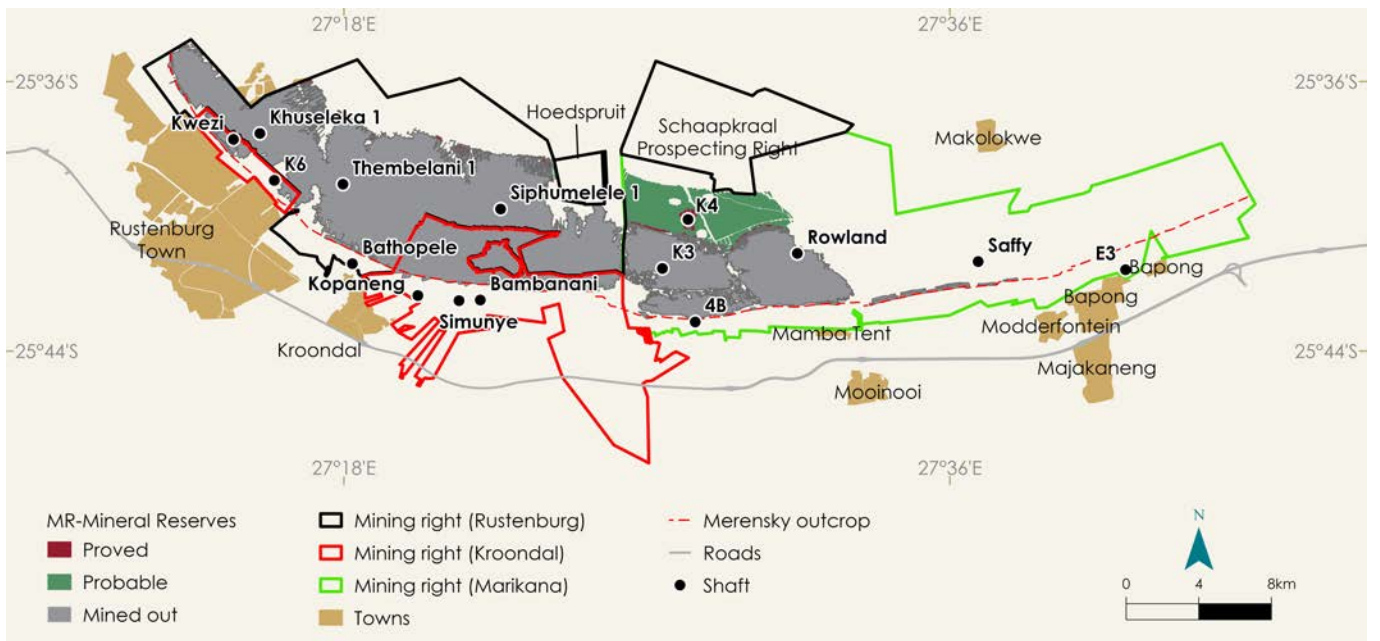 27°18'E
27°36'E
25°36'S
25°36'S
Hoedspruit
Kwezi
Khuseleka 1
Schaapkraal
Prospecting Right
Makolokwe
K6
Thembelani 1
Siphumelele 1
K4
Rustenburg
Town
Bathopele
K3
Rowland
Saffy
E3
Bapong
Kopaneng
Bambanani
Bapong
Simunye
4B
Mamba Tent
Modderfontein
Kroondal
25°44'S
25°44'S
Majakaneng
Mooinooi
27°18'E
27°36'E
MR-Mineral Reserves
Proved
Probable
Mined out
Mining right (Rustenburg)
Mining right (Kroondal)
Mining right (Marikana)
Towns
Merensky outcrop
Roads
Shaft
N
0 4 8km